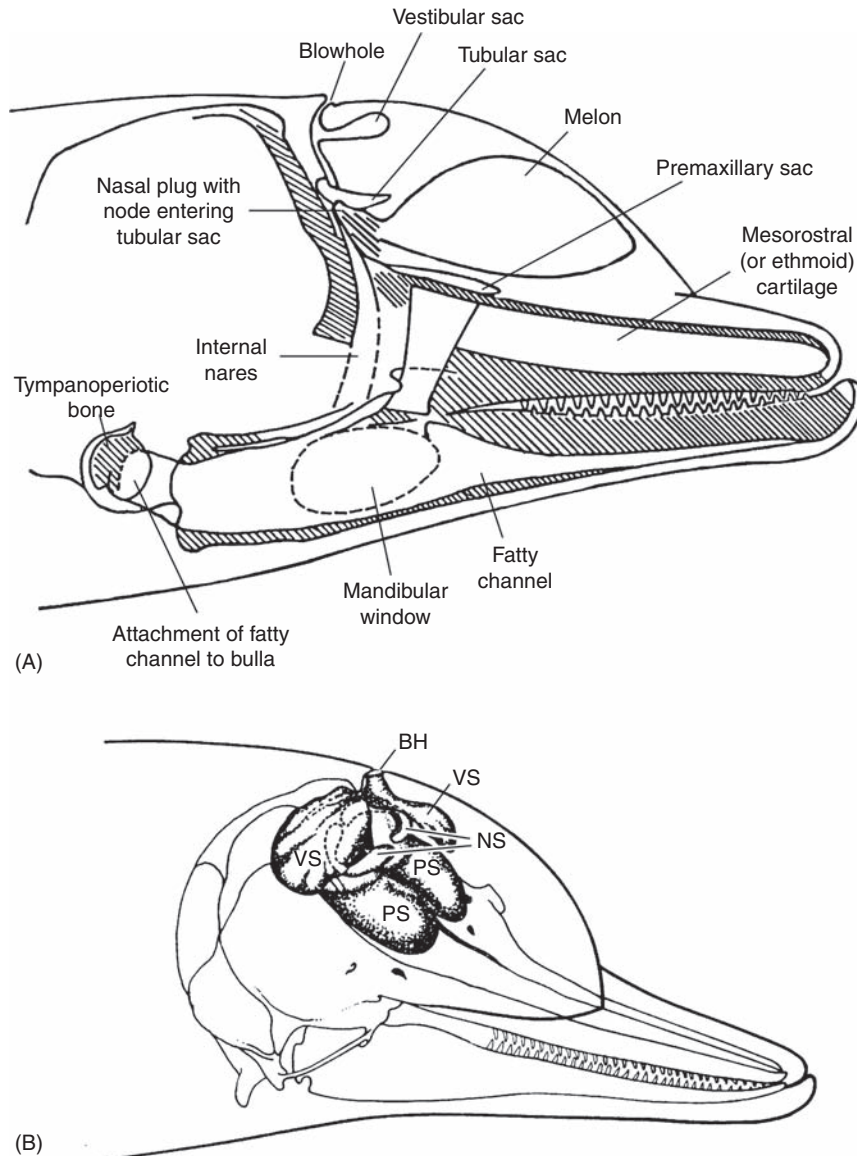 Vestibular sac
Blowhole
Tubular sac
Melon
Premaxillary sac
Nasal plug with
node entering
tubular sac
Mesorostral
(or ethmoid)
cartilage
Internal
nares
Tympanoperiotic
bone
Fatty
channel
Mandibular
window
Attachment of fatty
channel to bulla
(A)
BH
VS
NS
VS
PS
PS
(B)